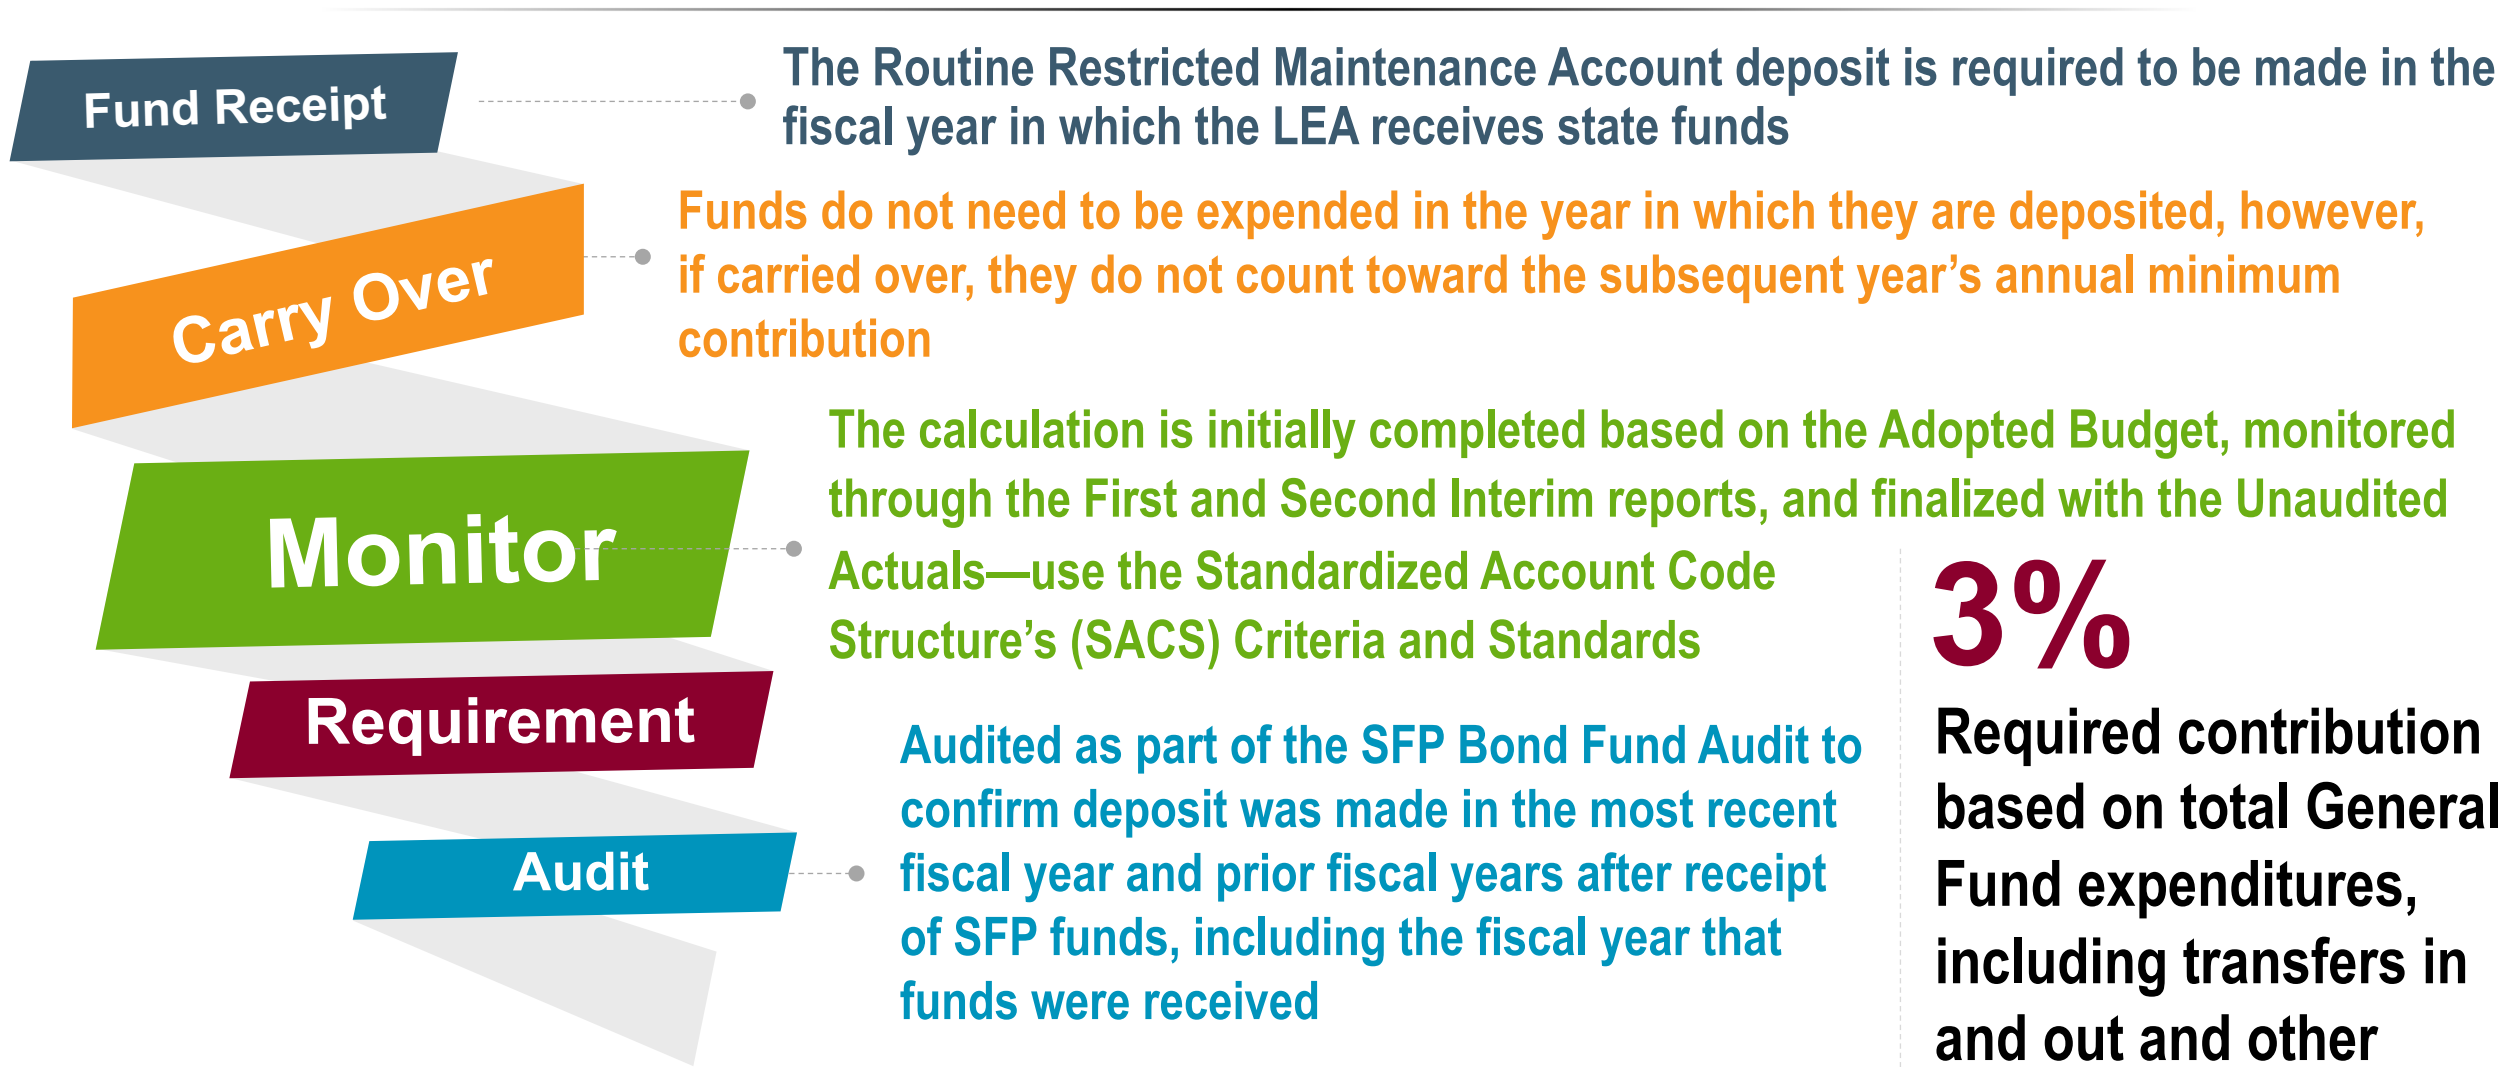 Fund Receipt
The Routine Restricted Maintenance Account deposit is required to be made in the
fiscal year in which the LEA receives state funds
Carry Over
Funds do not need to be expended in the year in which they are deposited, however,
if carried over, they do not count toward the subsequent year’s annual minimum
contribution
Monitor
The calculation is initially completed based on the Adopted Budget, monitored
through the First and Second Interim reports, and finalized with the Unaudited
Actuals—use the Standardized Account Code
Structure’s (SACS) Criteria and Standards
Requirement
3%
Required contribution
based on total General
Fund expenditures,
including transfers in
and out and other
Audit
Audited as part of the SFP Bond Fund Audit to
confirm deposit was made in the most recent
fiscal year and prior fiscal years after receipt
of SFP funds, including the fiscal year that
funds were received